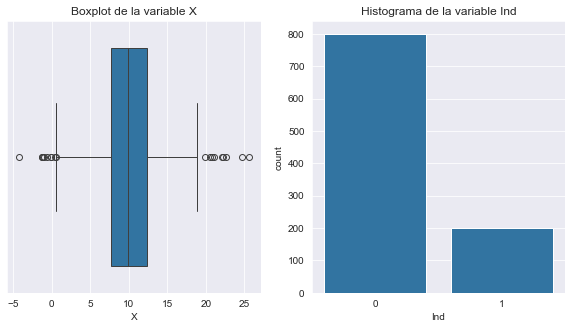 Boxplot de la variable X
−5 0 5 10 15 20 25
X
Histograma de la variable Ind
800
700
600
500
400
300
200
100
0
count
0 1
Ind